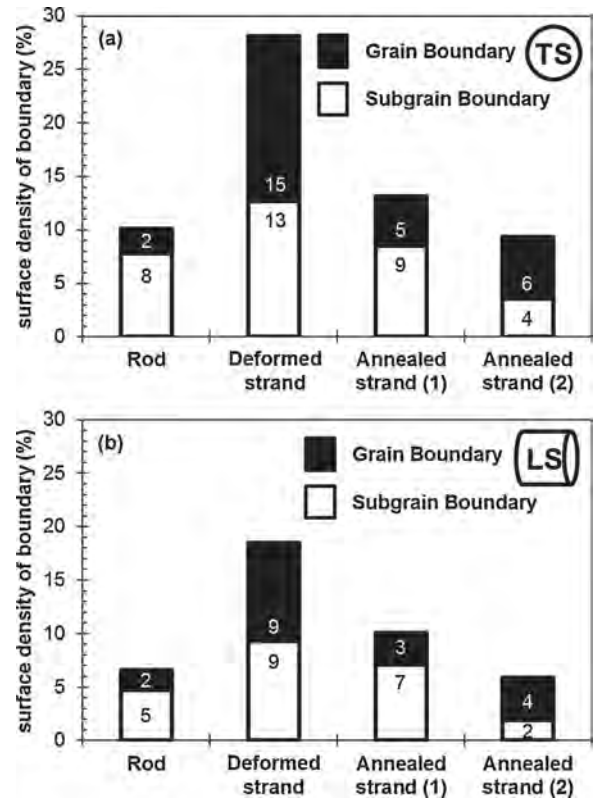 30
(a)
Grain Boundary
TS
25
Subgrain Boundary
20
15
10
5
0
surface density of boundary (%)
2
8
15
13
5
9
6
4
Rod
Deformed
strand
Annealed
strand (1)
Annealed
strand (2)
30
(b)
Grain Boundary
LS
25
Subgrain Boundary
20
15
10
5
0
surface density of boundary (%)
2
5
9
9
3
7
4
2
Rod
Deformed
strand
Annealed
strand (1)
Annealed
strand (2)